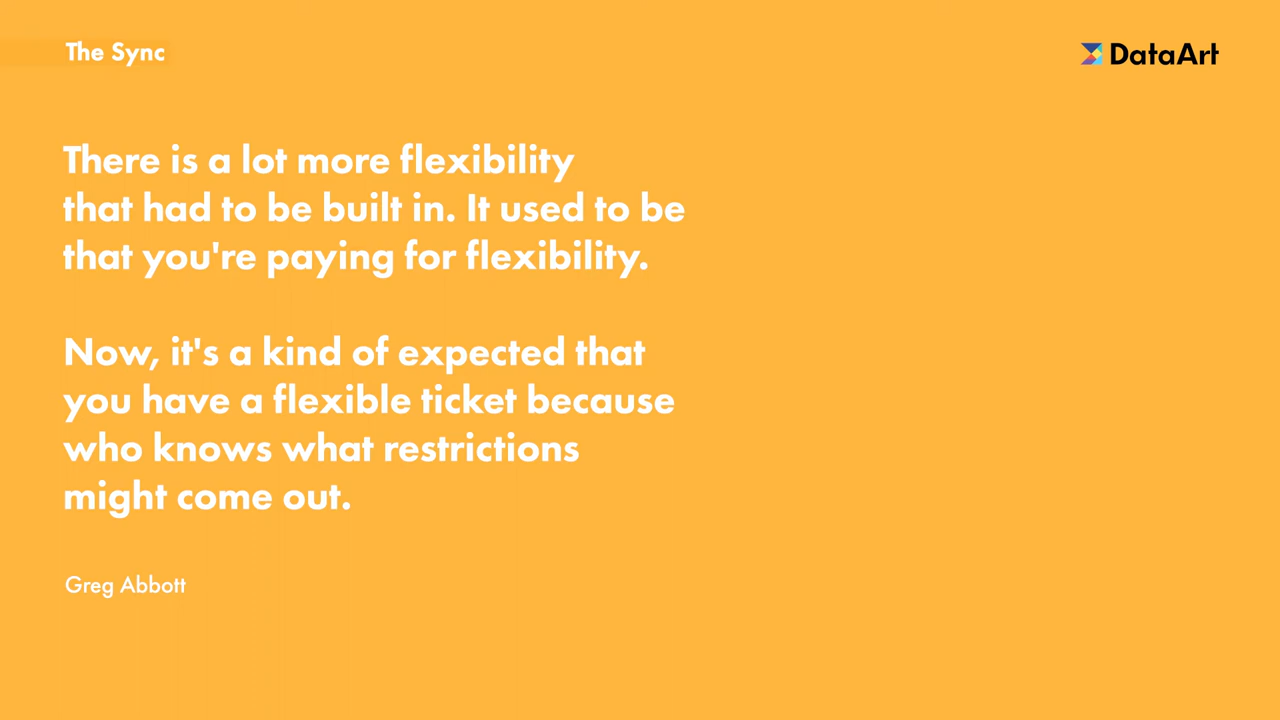 The Sync
DataArt
There is a lot more flexibility
that had to be built in. It used to be
that you're paying for flexibility.
Now, it's a kind of expected that
you have a flexible ticket because
who knows what restrictions
might come out.
Greg Abbott